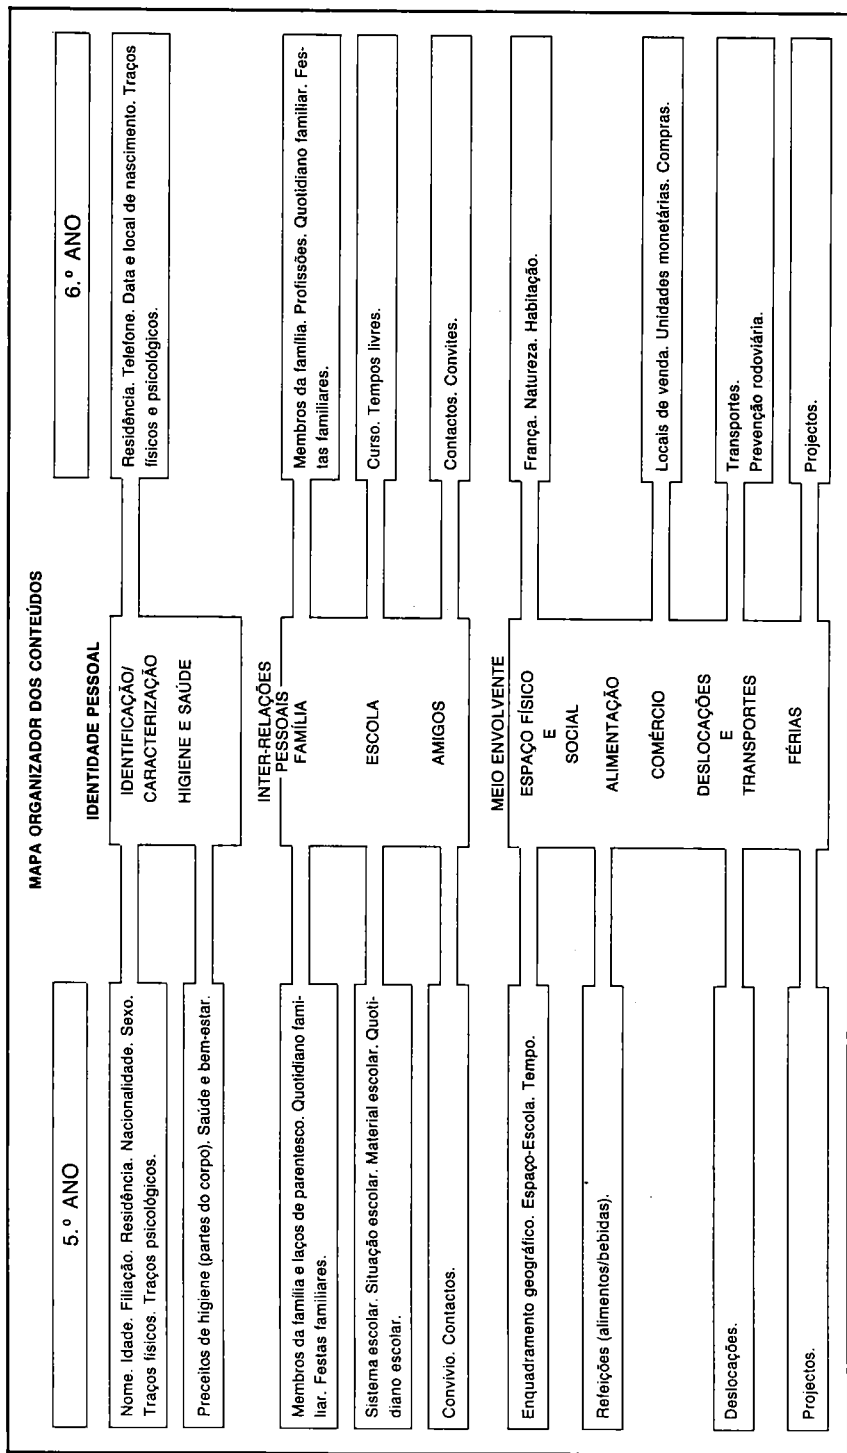 MAPA ORGANIZADOR DOS CONTEÚDOS
5.º ANO
6.º ANO
IDENTIDADE PESSOAL
Nome. Idade. Filiação. Residência. Nacionalidade. Sexo.
Traços físicos. Traços psicológicos.
IDENTIFICAÇÃO/
CARACTERIZAÇÃO
Residência. Telefone. Data e local de nascimento. Traços
físicos e psicológicos.
Preceitos de higiene (partes do corpo). Saúde e bem-estar.
HIGIENE E SAÚDE
INTER-RELAÇÕES
PESSOAIS
FAMÍLIA
Membros da família e laços de parentesco. Quotidiano fami-
liar. Festas familiares.
Membros da família. Profissões. Quotidiano familiar. Fes-
tas familiares.
Sistema escolar. Situação escolar. Material escolar. Quoti-
diano escolar.
ESCOLA
Curso. Tempos livres.
Convívio. Contactos.
AMIGOS
Contactos. Convites.
MEIO ENVOLVENTE
Enquadramento geográfico. Espaço-Escola. Tempo.
ESPAÇO FÍSICO
E
SOCIAL
França. Natureza. Habitação.
Refeições (alimentos/bebidas).
ALIMENTAÇÃO
COMÉRCIO
Locais de venda. Unidades monetárias. Compras.
Deslocações.
DESLOCAÇÕES
E
TRANSPORTES
Transportes.
Prevenção rodoviária.
Projectos.
FÉRIAS
Projectos.